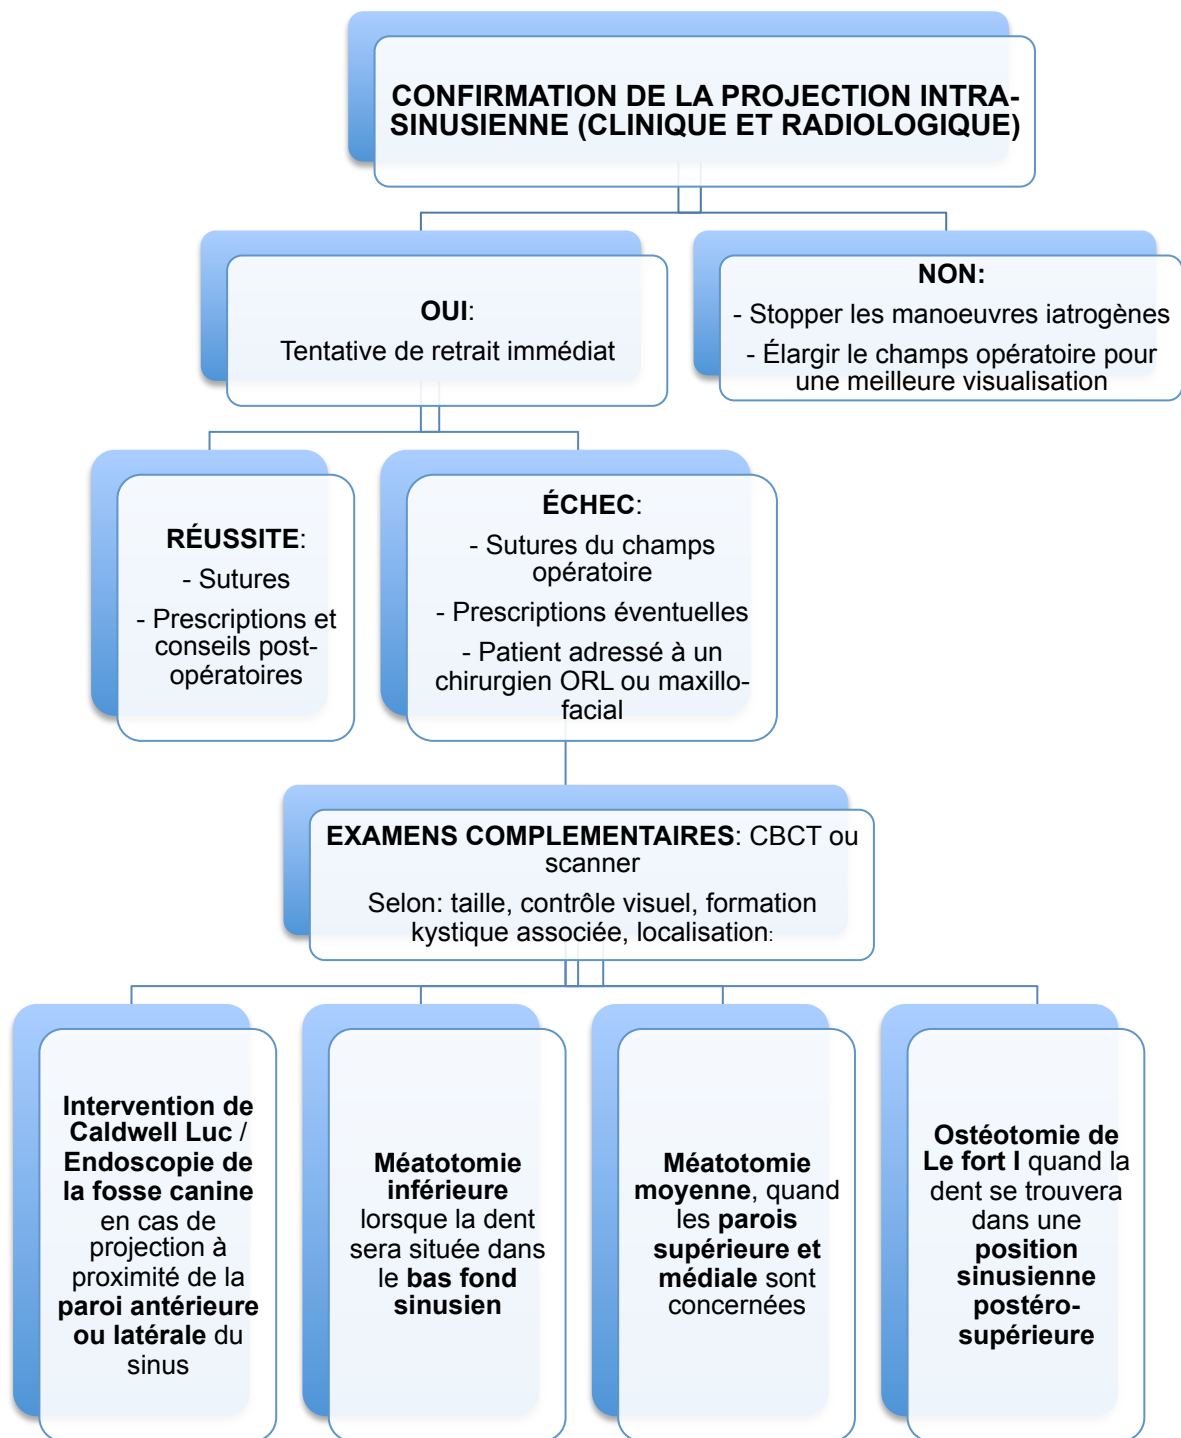 CONFIRMATION DE LA PROJECTION INTRA-
SINUSIENNE (CLINIQUE ET RADIOLOGIQUE)
OUI:
Tentative de retrait immédiat
NON:
- Stopper les manoeuvres iatrogènes
- Élargir le champs opératoire pour
une meilleure visualisation
RÉUSSITE:
- Sutures
- Prescriptions et
conseils post-
opératoires
ÉCHEC:
- Sutures du champs
opératoire
- Prescriptions éventuelles
- Patient adressé à un
chirurgien ORL ou maxillo-
facial
EXAMENS COMPLEMENTAIRES: CBCT ou
scanner
Selon: taille, contrôle visuel, formation
kystique associée, localisation:
Intervention de
Caldwell Luc /
Endoscopie de
la fosse canine
en cas de
projection à
proximité de la
paroi antérieure
ou latérale du
sinus
Méatotomie
inférieure
lorsque la dent
sera située dans
le bas fond
sinusien
Méatotomie
moyenne, quand
les parois
supérieure et
médiale sont
concernées
Ostéotomie de
Le fort I quand la
dent se trouvera
dans une
position
sinusienne
postéro-
supérieure